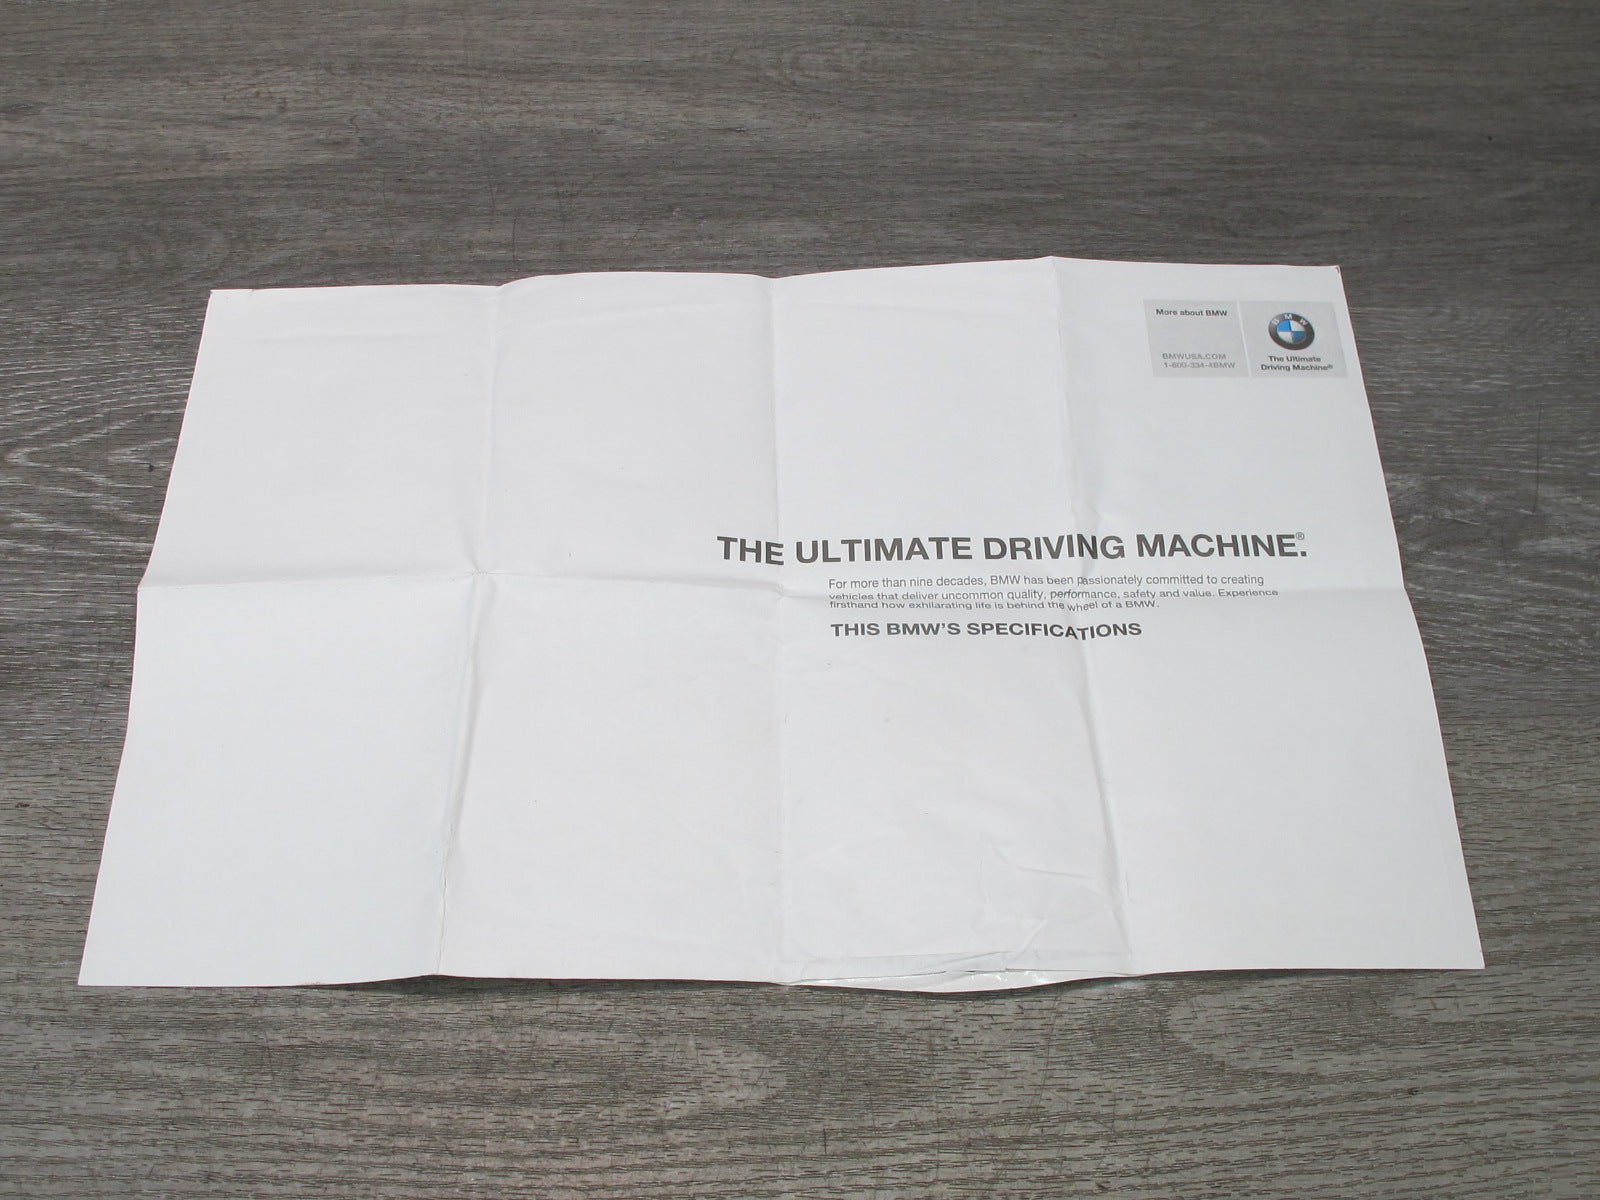 More about BMW
BMWUSA.COM
1-800-334-4BMW
BMW
The Ultimate
Driving Machine®
THE ULTIMATE DRIVING MACHINE.®
For more than nine decades, BMW has been passionately committed to creating
vehicles that deliver uncommon quality, performance, safety and value. Experience
firsthand how exhilarating life is behind the wheel of a BMW.
THIS BMW'S SPECIFICATIONS